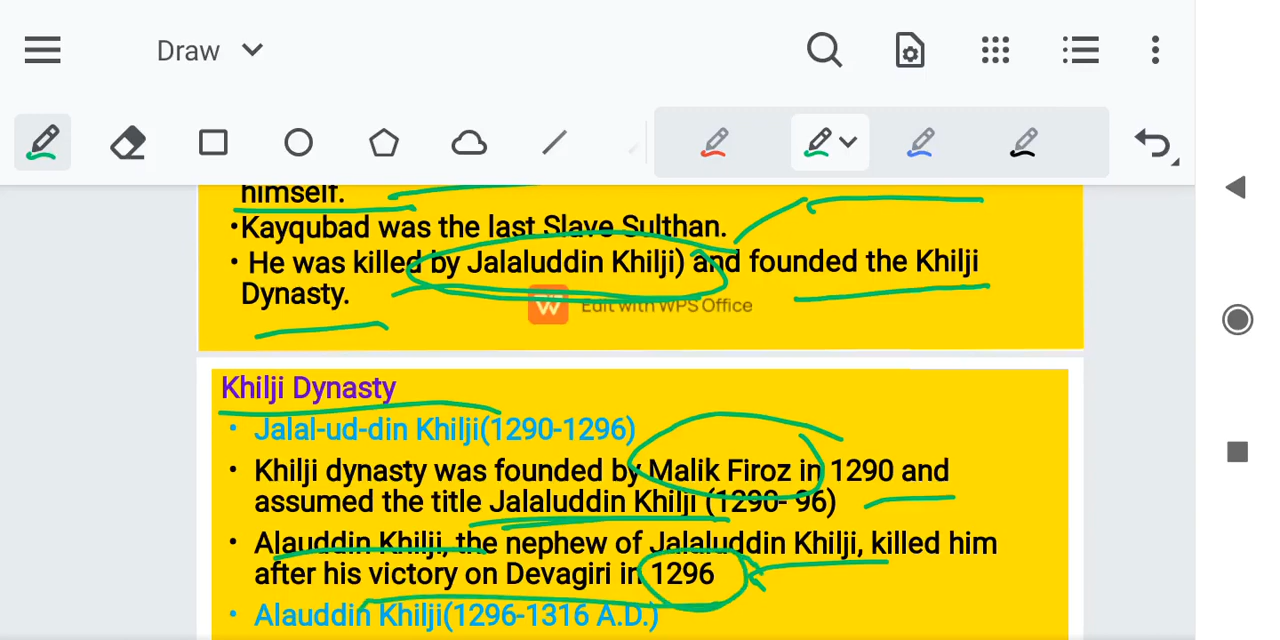 Draw
himself.
•Kayqubad was the last Slave Sulthan.
• He was killed by Jalaluddin Khilji) and founded the Khilji
Dynasty.
W Edit with WPS Office
Khilji Dynasty
• Jalal-ud-din Khilji(1290-1296)
• Khilji dynasty was founded by Malik Firoz in 1290 and
assumed the title Jalaluddin Khilji (1290- 96)
• Alauddin Khilji, the nephew of Jalaluddin Khilji, killed him
after his victory on Devagiri in 1296
• Alauddin Khilji(1296-1316 A.D.)